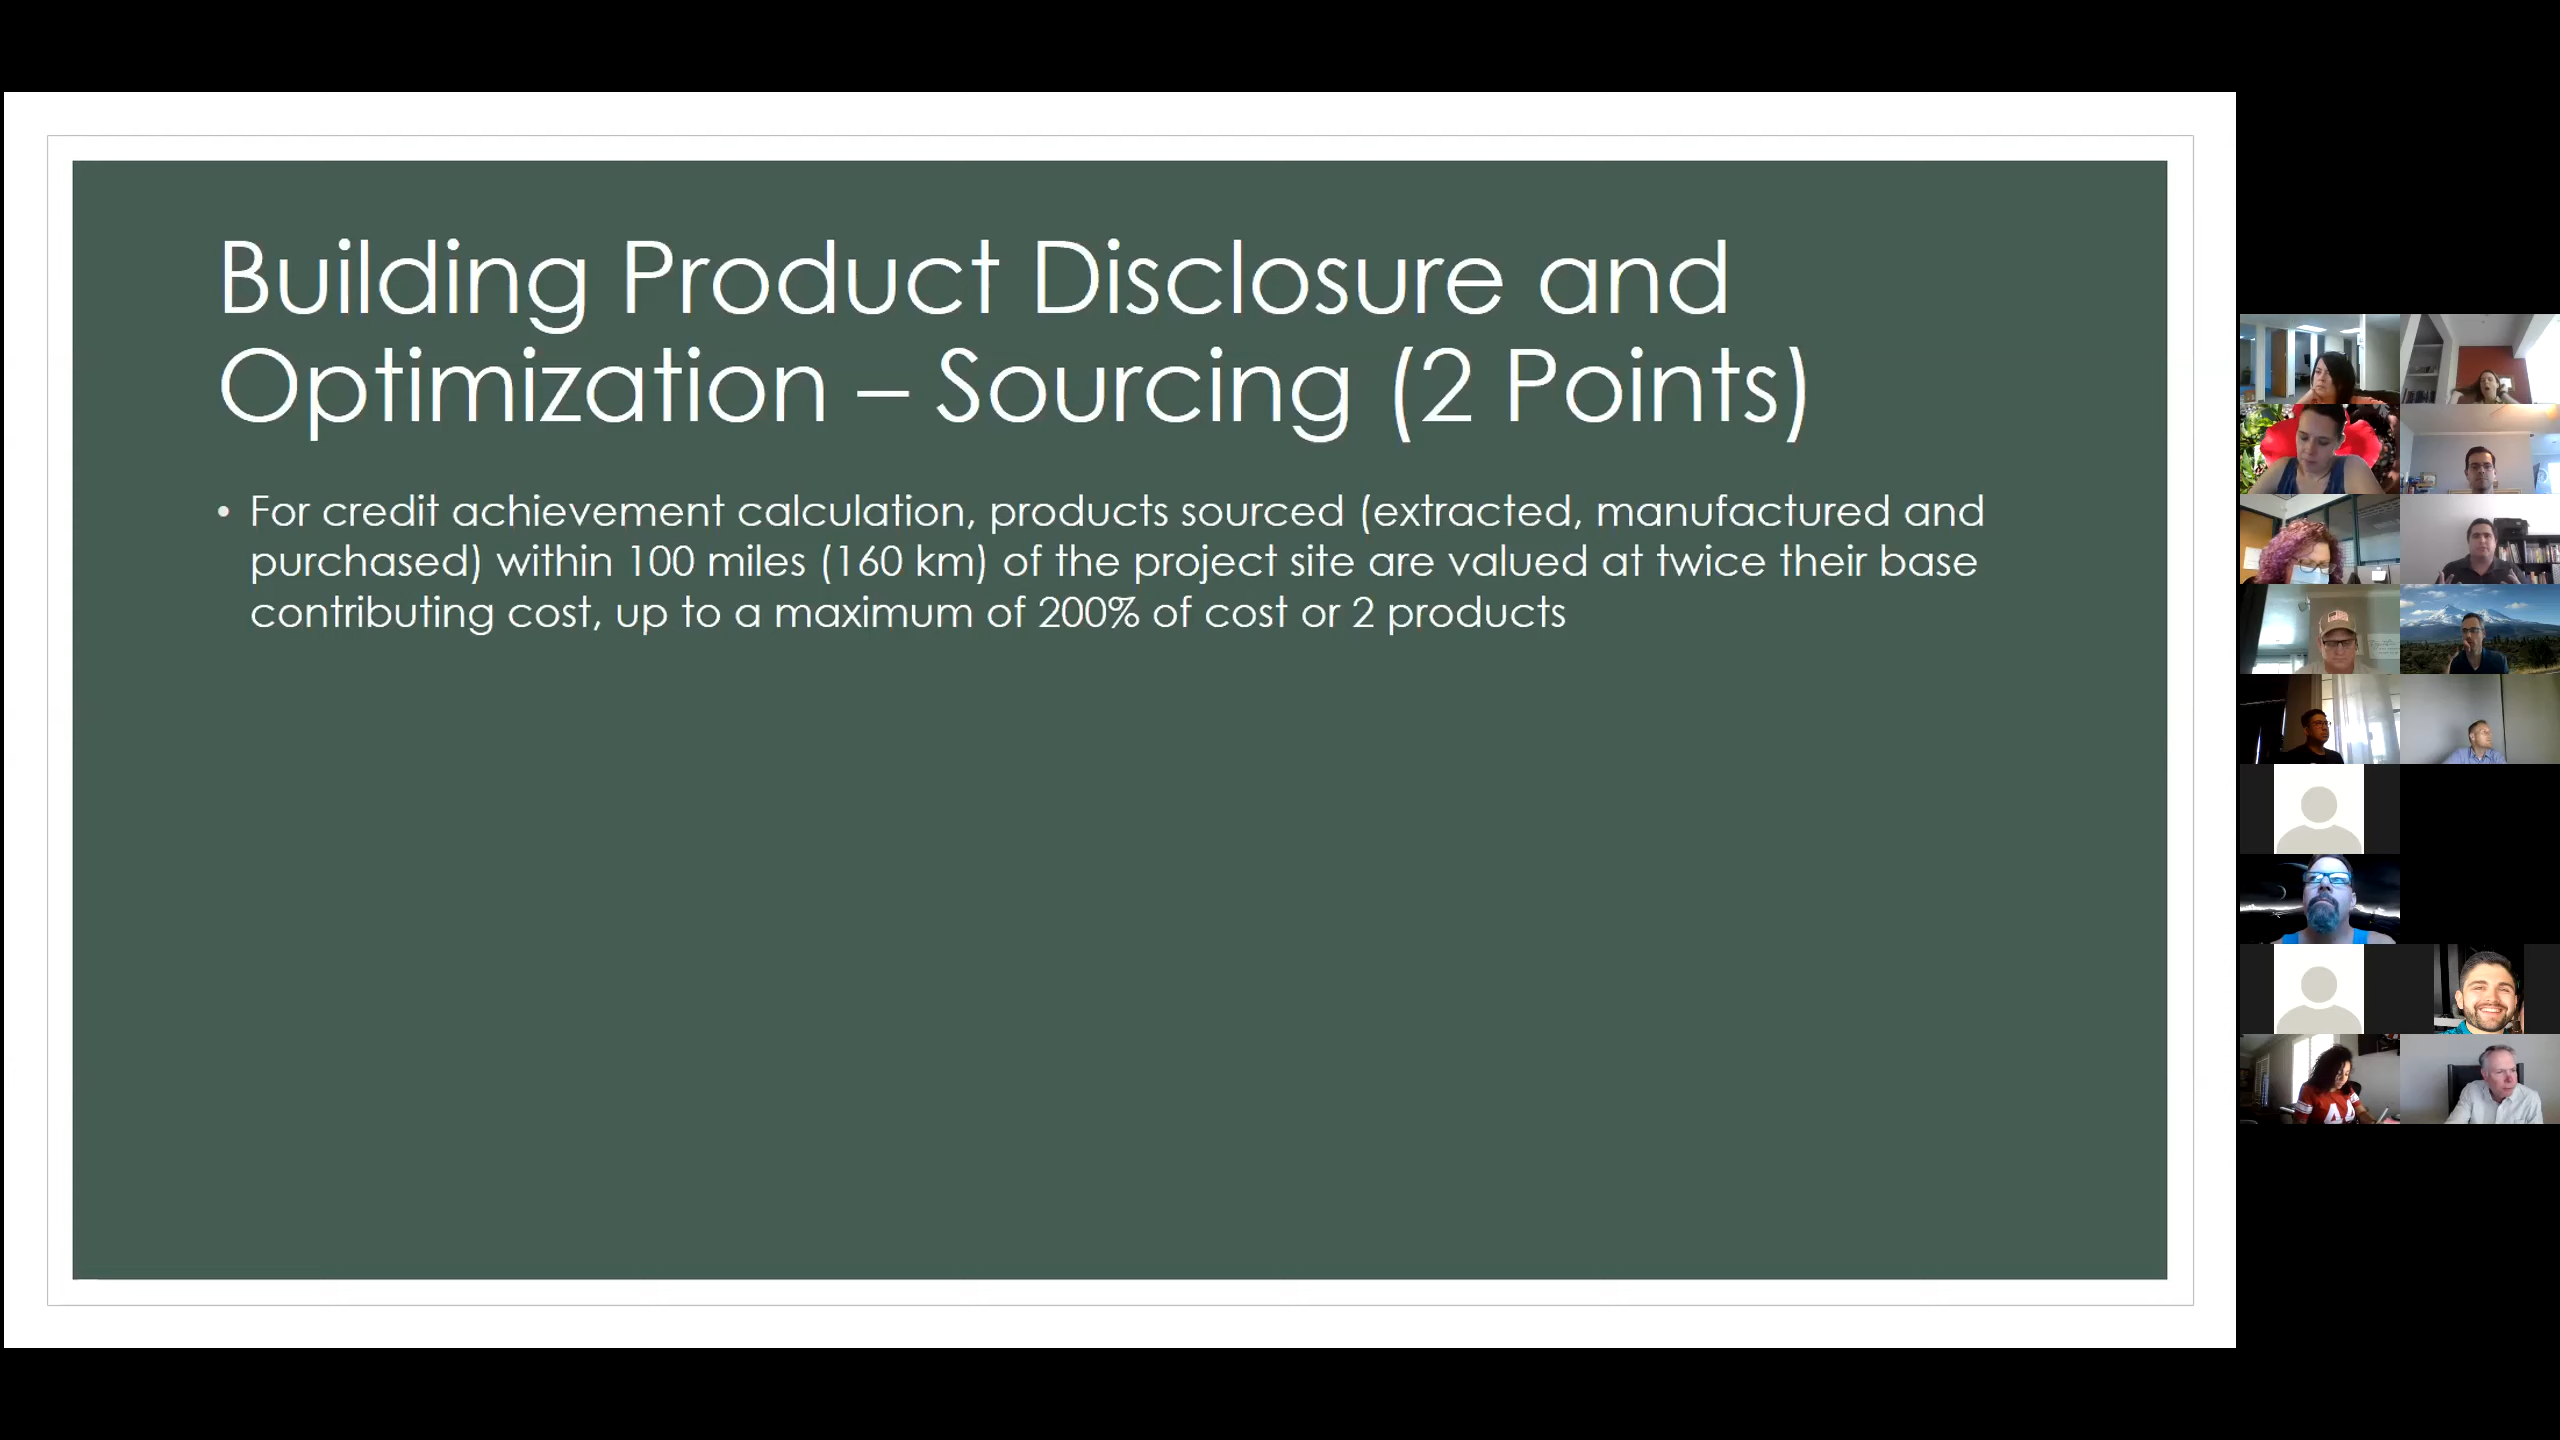 Building Product Disclosure and
Optimization – Sourcing (2 Points)
• For credit achievement calculation, products sourced (extracted, manufactured and
purchased) within 100 miles (160 km) of the project site are valued at twice their base
contributing cost, up to a maximum of 200% of cost or 2 products